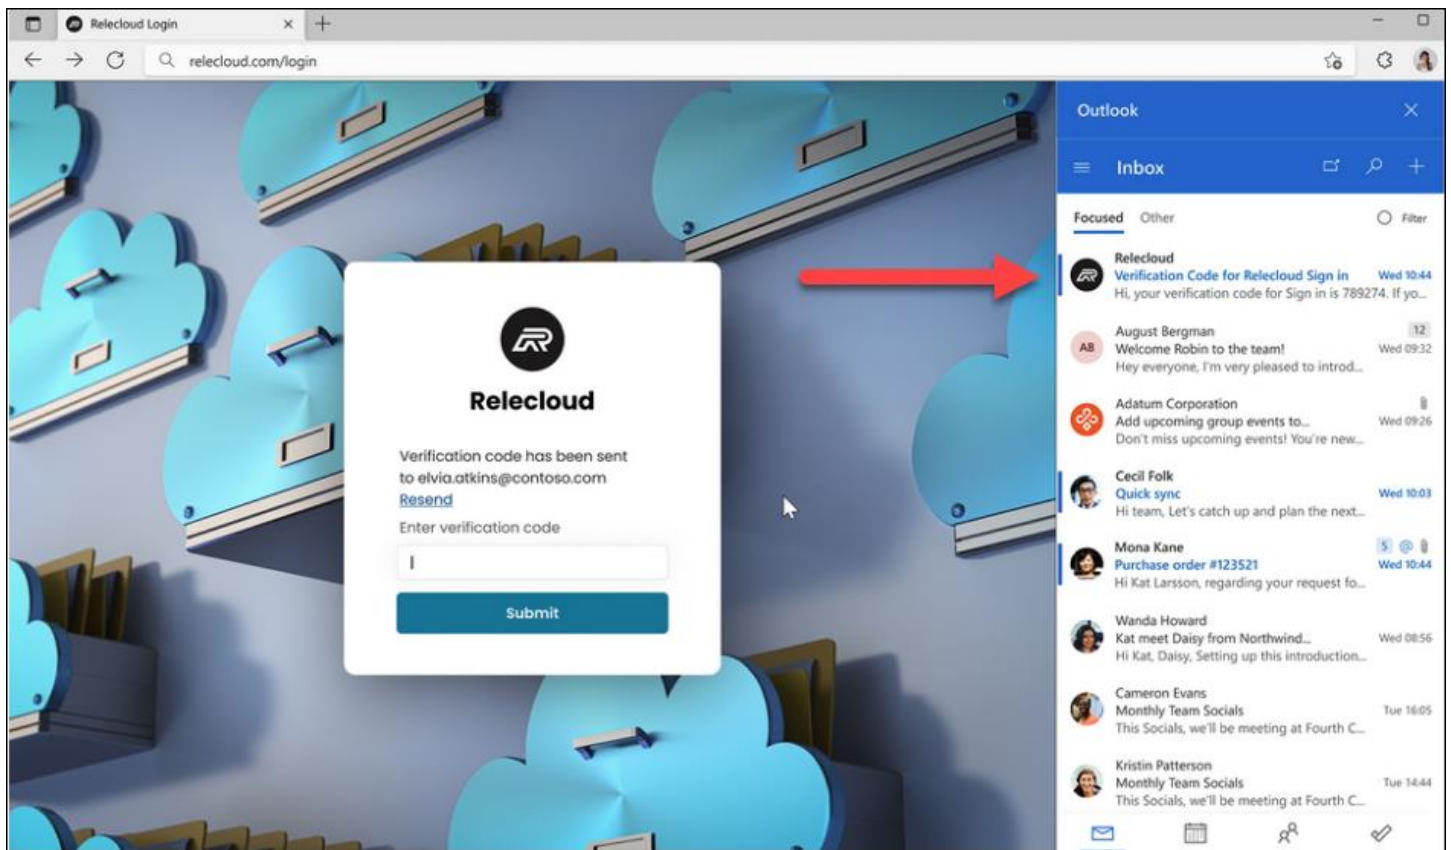 Relecloud Login
relecloud.com/login
Relecloud
Verification code has been sent
to elvia.atkins@contoso.com
Resend
Enter verification code
Submit
Outlook
Inbox
Focused Other Filter
Relecloud
Verification Code for Relecloud Sign in Wed 10:44
Hi, your verification code for Sign in is 789274. If yo...
August Bergman 12
AB Welcome Robin to the team! Wed 09:32
Hey everyone, I'm very pleased to introd...
Adatum Corporation
Add upcoming group events to... Wed 09:26
Don't miss upcoming events! You're new...
Cecil Folk
Quick sync Wed 10:03
Hi team, Let's catch up and plan the next...
Mona Kane 5 @
Purchase order #123521 Wed 10:44
Hi Kat Larsson, regarding your request fo...
Wanda Howard
Kat meet Daisy from Northwind... Wed 08:56
Hi Kat, Daisy, Setting up this introduction...
Cameron Evans
Monthly Team Socials Tue 16:05
This Socials, we'll be meeting at Fourth C...
Kristin Patterson
Monthly Team Socials Tue 14:44
This Socials, we'll be meeting at Fourth C...